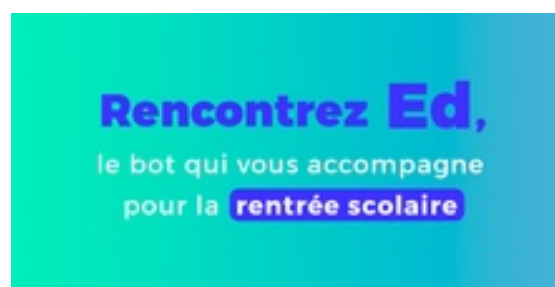 Rencontrez Ed,
le bot qui vous accompagne
pour la rentrée scolaire